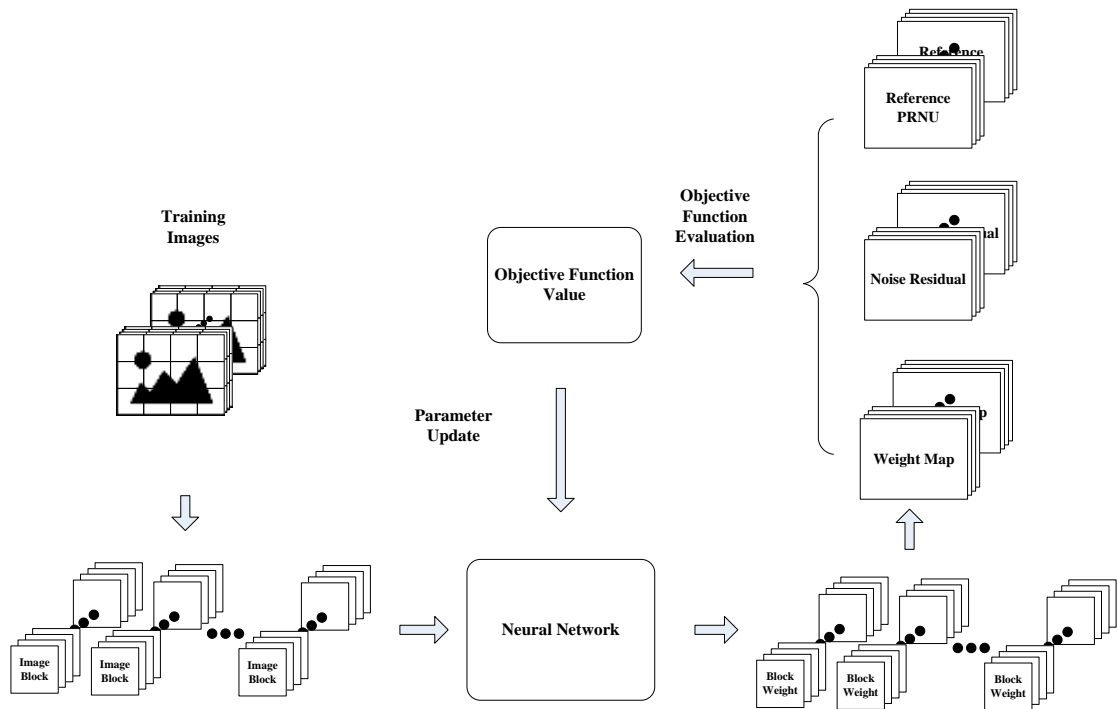 Reference
Reference
PRNU
Objective
Function
Evaluation
Training
Images
Objective Function
Value
Noise Residual
Parameter
Update
Weight Map
Neural Network
Image
Block
Image
Block
Image
Block
Block
Weight
Block
Weight
Block
Weight